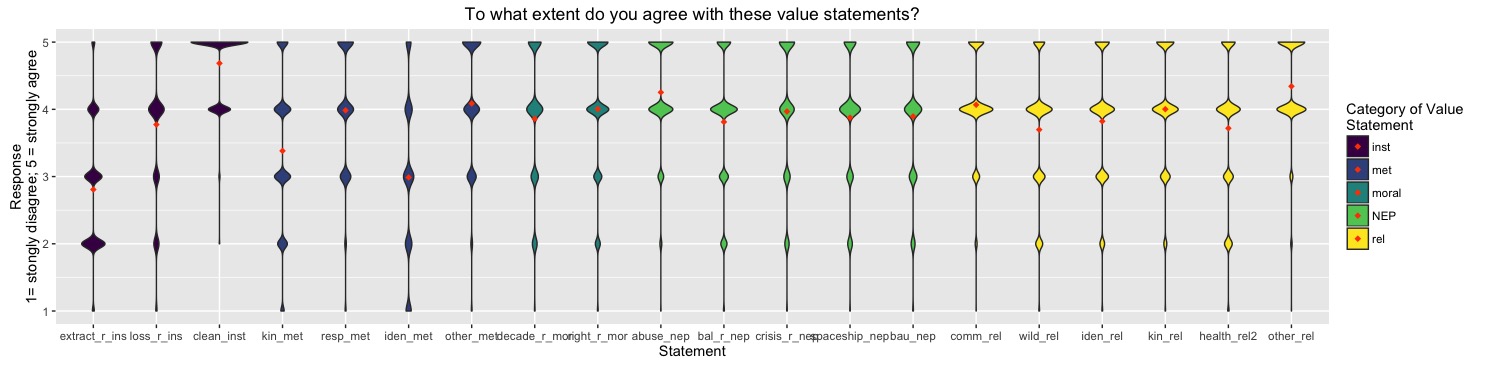 To what extent do you agree with these value statements?
Response
1= stongly disagree; 5 = strongly agree
5
4
3
2
1
extract_r_ins loss_r_ins clean_inst kin_met resp_met iden_met other_met decade_r_mor right_r_mor abuse_nep bal_r_nep crisis_r_nep spaceship_nep bau_nep comm_rel wild_rel iden_rel kin_rel health_rel2 other_rel
Statement
Category of Value
Statement
inst
met
moral
NEP
rel